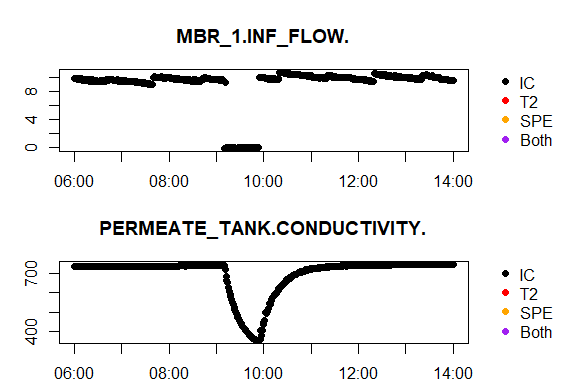 MBR_1.INF_FLOW.
8
4
0
06:00 08:00 10:00 12:00 14:00
IC
T2
SPE
Both
PERMEATE_TANK.CONDUCTIVITY.
700
400
06:00 08:00 10:00 12:00 14:00
IC
T2
SPE
Both